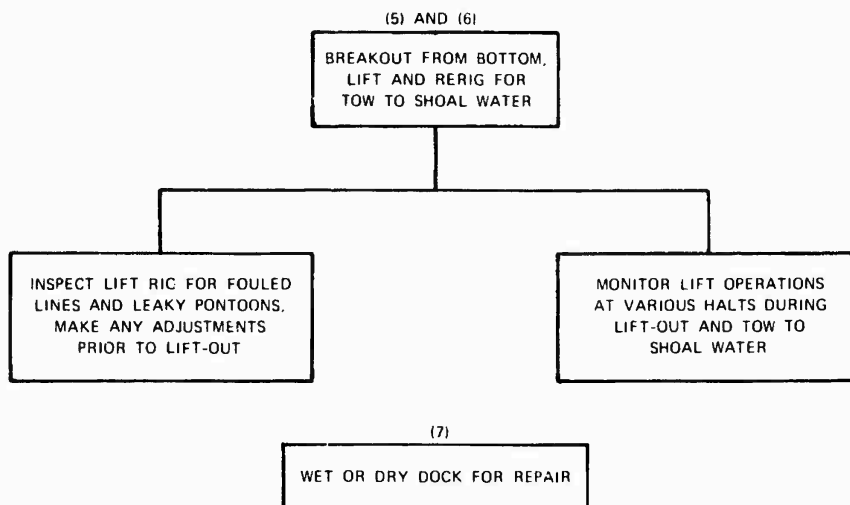 (5) AND (6)
BREAKOUT FROM BOTTOM,
LIFT AND RERIG FOR
TOW TO SHOAL WATER
INSPECT LIFT RIC FOR FOULED
LINES AND LEAKY PONTOONS,
MAKE ANY ADJUSTMENTS
PRIOR TO LIFT-OUT
MONITOR LIFT OPERATIONS
AT VARIOUS HALTS DURING
LIFT-OUT AND TOW TO
SHOAL WATER
(7)
WET OR DRY DOCK FOR REPAIR